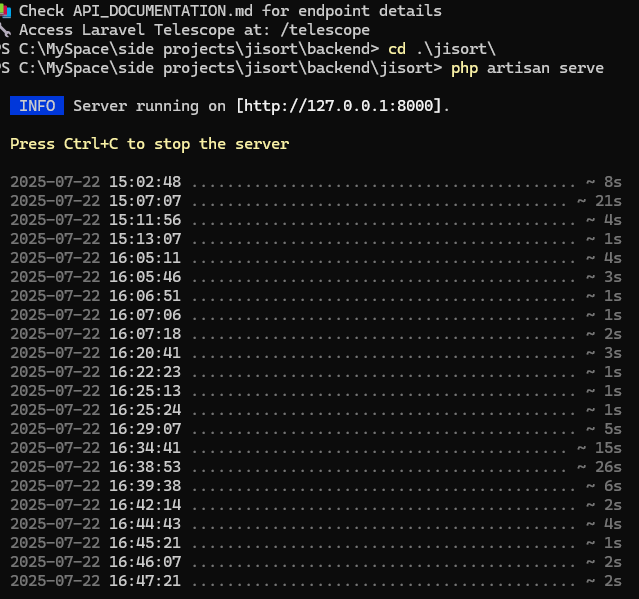 Check API_DOCUMENTATION.md for endpoint details
Access Laravel Telescope at: /telescope
PS C:\MySpace\side projects\jisort\backend> cd .\jisort\
PS C:\MySpace\side projects\jisort\backend\jisort> php artisan serve
INFO Server running on [http://127.0.0.1:8000].
Press Ctrl+C to stop the server
2025-07-22 15:02:48 ........................................... ~ 8s
2025-07-22 15:07:07 .......................................... ~ 21s
2025-07-22 15:11:56 ........................................... ~ 4s
2025-07-22 15:13:07 ........................................... ~ 1s
2025-07-22 16:05:11 ........................................... ~ 4s
2025-07-22 16:05:46 ........................................... ~ 3s
2025-07-22 16:06:51 ........................................... ~ 1s
2025-07-22 16:07:06 ........................................... ~ 1s
2025-07-22 16:07:18 ........................................... ~ 2s
2025-07-22 16:20:41 ........................................... ~ 3s
2025-07-22 16:22:23 ........................................... ~ 1s
2025-07-22 16:25:13 ........................................... ~ 1s
2025-07-22 16:25:24 ........................................... ~ 1s
2025-07-22 16:29:07 ........................................... ~ 5s
2025-07-22 16:34:41 .......................................... ~ 15s
2025-07-22 16:38:53 .......................................... ~ 26s
2025-07-22 16:39:38 ........................................... ~ 6s
2025-07-22 16:42:14 ........................................... ~ 2s
2025-07-22 16:44:43 ........................................... ~ 4s
2025-07-22 16:45:21 ........................................... ~ 1s
2025-07-22 16:46:07 ........................................... ~ 2s
2025-07-22 16:47:21 ........................................... ~ 2s